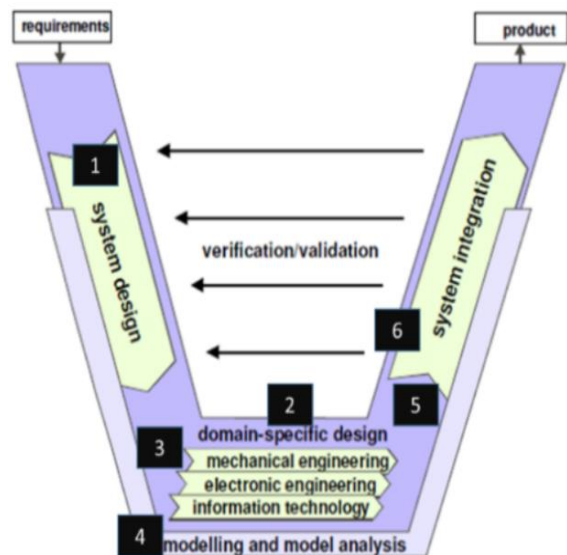 requirements
product
1
system design
verification/validation
system integration
6
2
5
domain-specific design
3
mechanical engineering
electronic engineering
information technology
4
modelling and model analysis